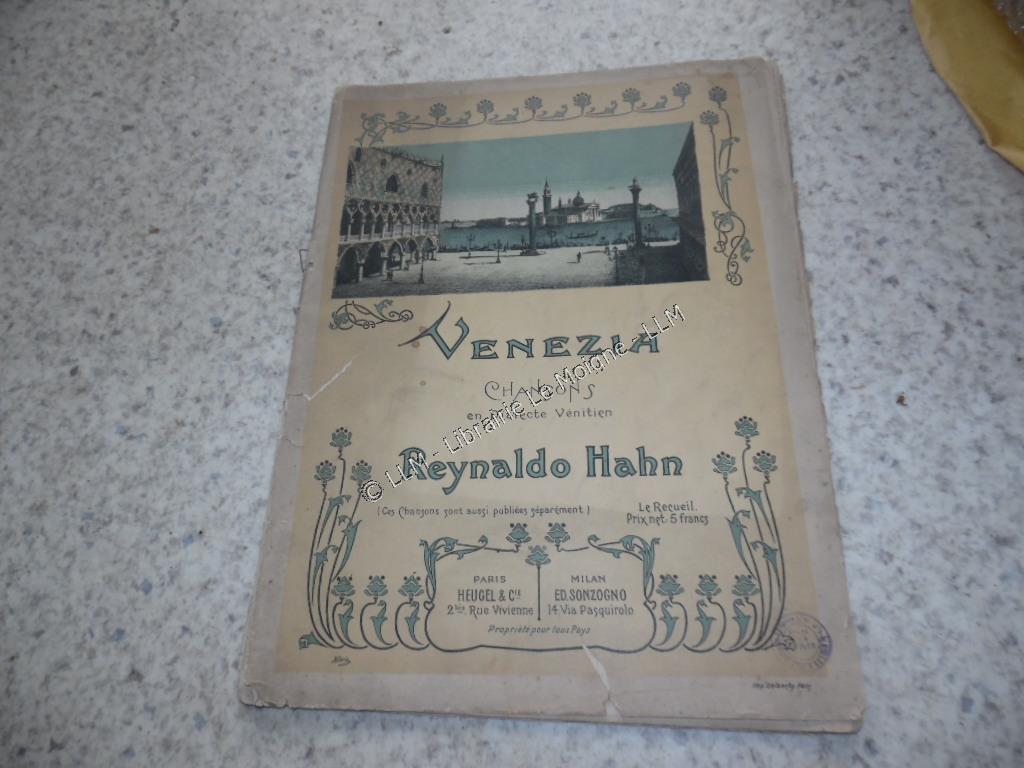 VENEZIA
CHANSONS
en Dialecte Vénitien
Reynaldo Hahn
(Ces Chansons sont aussi publiées séparément)
Le Recueil.
Prix net: 5 francs
PARIS
HEUGEL & Cie
2bis, Rue Vivienne
MILAN
ED. SONZOGNO
14 Via Pasquirolo
Propriété pour tous Pays
© LLM - Librairie Le Moigne - LLM